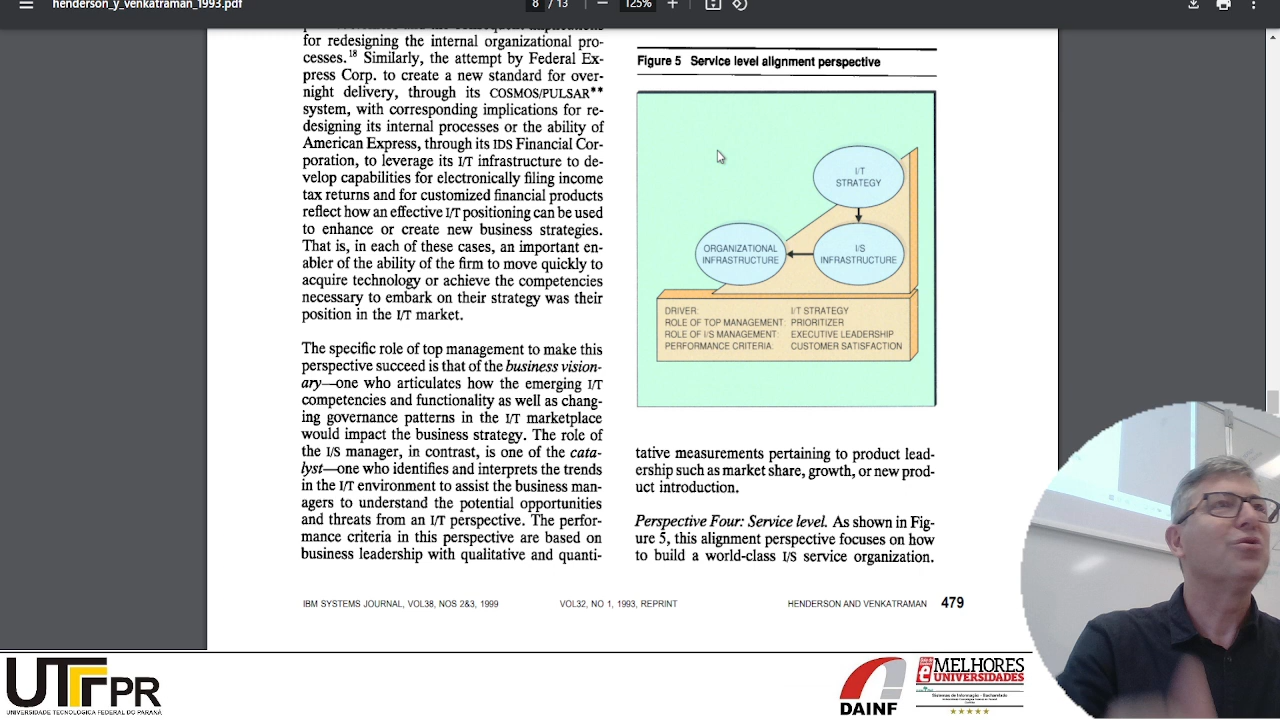 henderson_y_venkatraman_1993.pdf
8 / 13
125%
for redesigning the internal organizational pro-
cesses.18 Similarly, the attempt by Federal Ex-
press Corp. to create a new standard for over-
night delivery, through its COSMOS/PULSAR**
system, with corresponding implications for re-
designing its internal processes or the ability of
American Express, through its IDS Financial Cor-
poration, to leverage its I/T infrastructure to de-
velop capabilities for electronically filing income
tax returns and for customized financial products
reflect how an effective I/T positioning can be used
to enhance or create new business strategies.
That is, in each of these cases, an important en-
abler of the ability of the firm to move quickly to
acquire technology or achieve the competencies
necessary to embark on their strategy was their
position in the I/T market.
The specific role of top management to make this
perspective succeed is that of the business vision-
ary—one who articulates how the emerging I/T
competencies and functionality as well as chang-
ing governance patterns in the I/T marketplace
would impact the business strategy. The role of
the I/S manager, in contrast, is one of the cata-
lyst—one who identifies and interprets the trends
in the I/T environment to assist the business man-
agers to understand the potential opportunities
and threats from an I/T perspective. The perfor-
mance criteria in this perspective are based on
business leadership with qualitative and quanti-
Figure 5 Service level alignment perspective
I/T
STRATEGY
ORGANIZATIONAL
INFRASTRUCTURE
I/S
INFRASTRUCTURE
DRIVER: I/T STRATEGY
ROLE OF TOP MANAGEMENT: PRIORITIZER
ROLE OF I/S MANAGEMENT: EXECUTIVE LEADERSHIP
PERFORMANCE CRITERIA: CUSTOMER SATISFACTION
tative measurements pertaining to product lead-
ership such as market share, growth, or new prod-
uct introduction.
Perspective Four: Service level. As shown in Fig-
ure 5, this alignment perspective focuses on how
to build a world-class I/S service organization.
IBM SYSTEMS JOURNAL, VOL38, NOS 2&3, 1999 VOL32, NO 1, 1993, REPRINT HENDERSON AND VENKATRAMAN 479
UTFPR
UNIVERSIDADE TECNOLÓGICA FEDERAL DO PARANÁ
DAINF
MELHORES
UNIVERSIDADES
Sistemas de Informação - Bacharelado